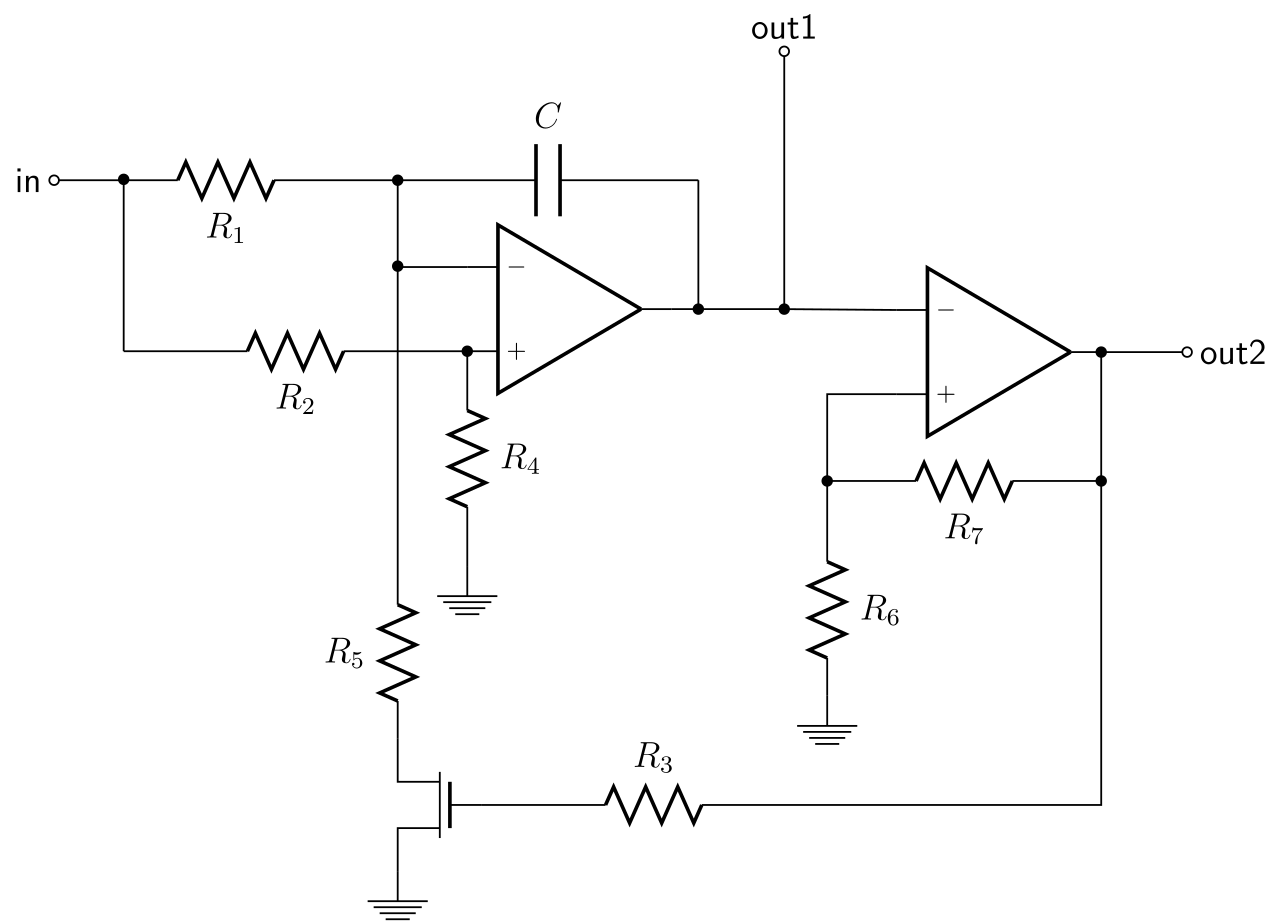 out1
C
in
R₁
−
−
out2
+
R₂
+
R₄
R₇
R₆
R₅
R₃